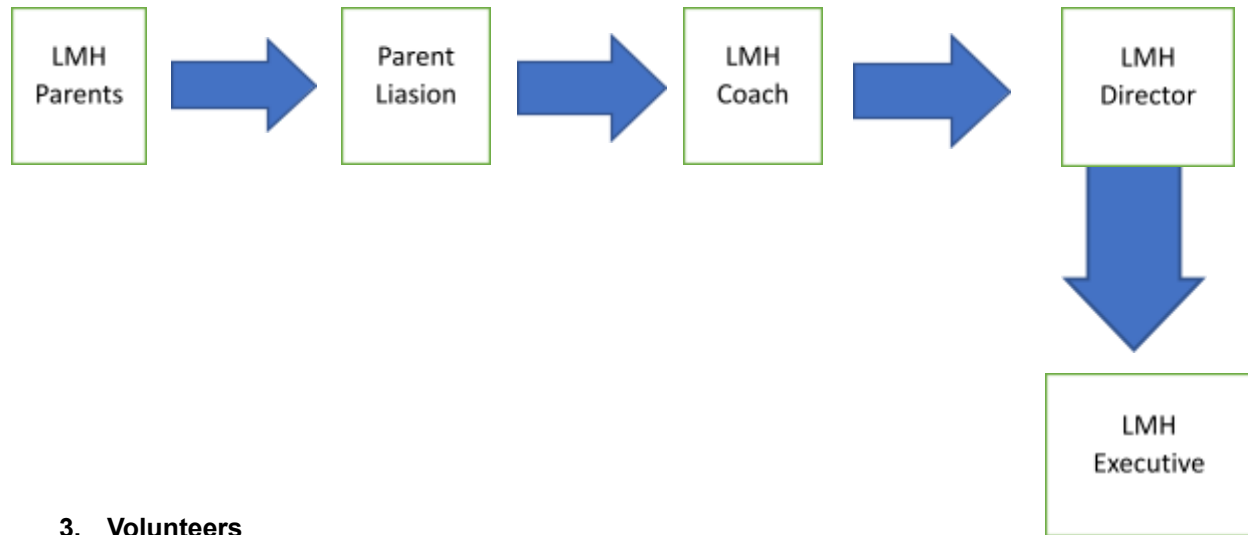 LMH
Parents
Parent
Liasion
LMH
Coach
LMH
Director
LMH
Executive
3. Volunteers